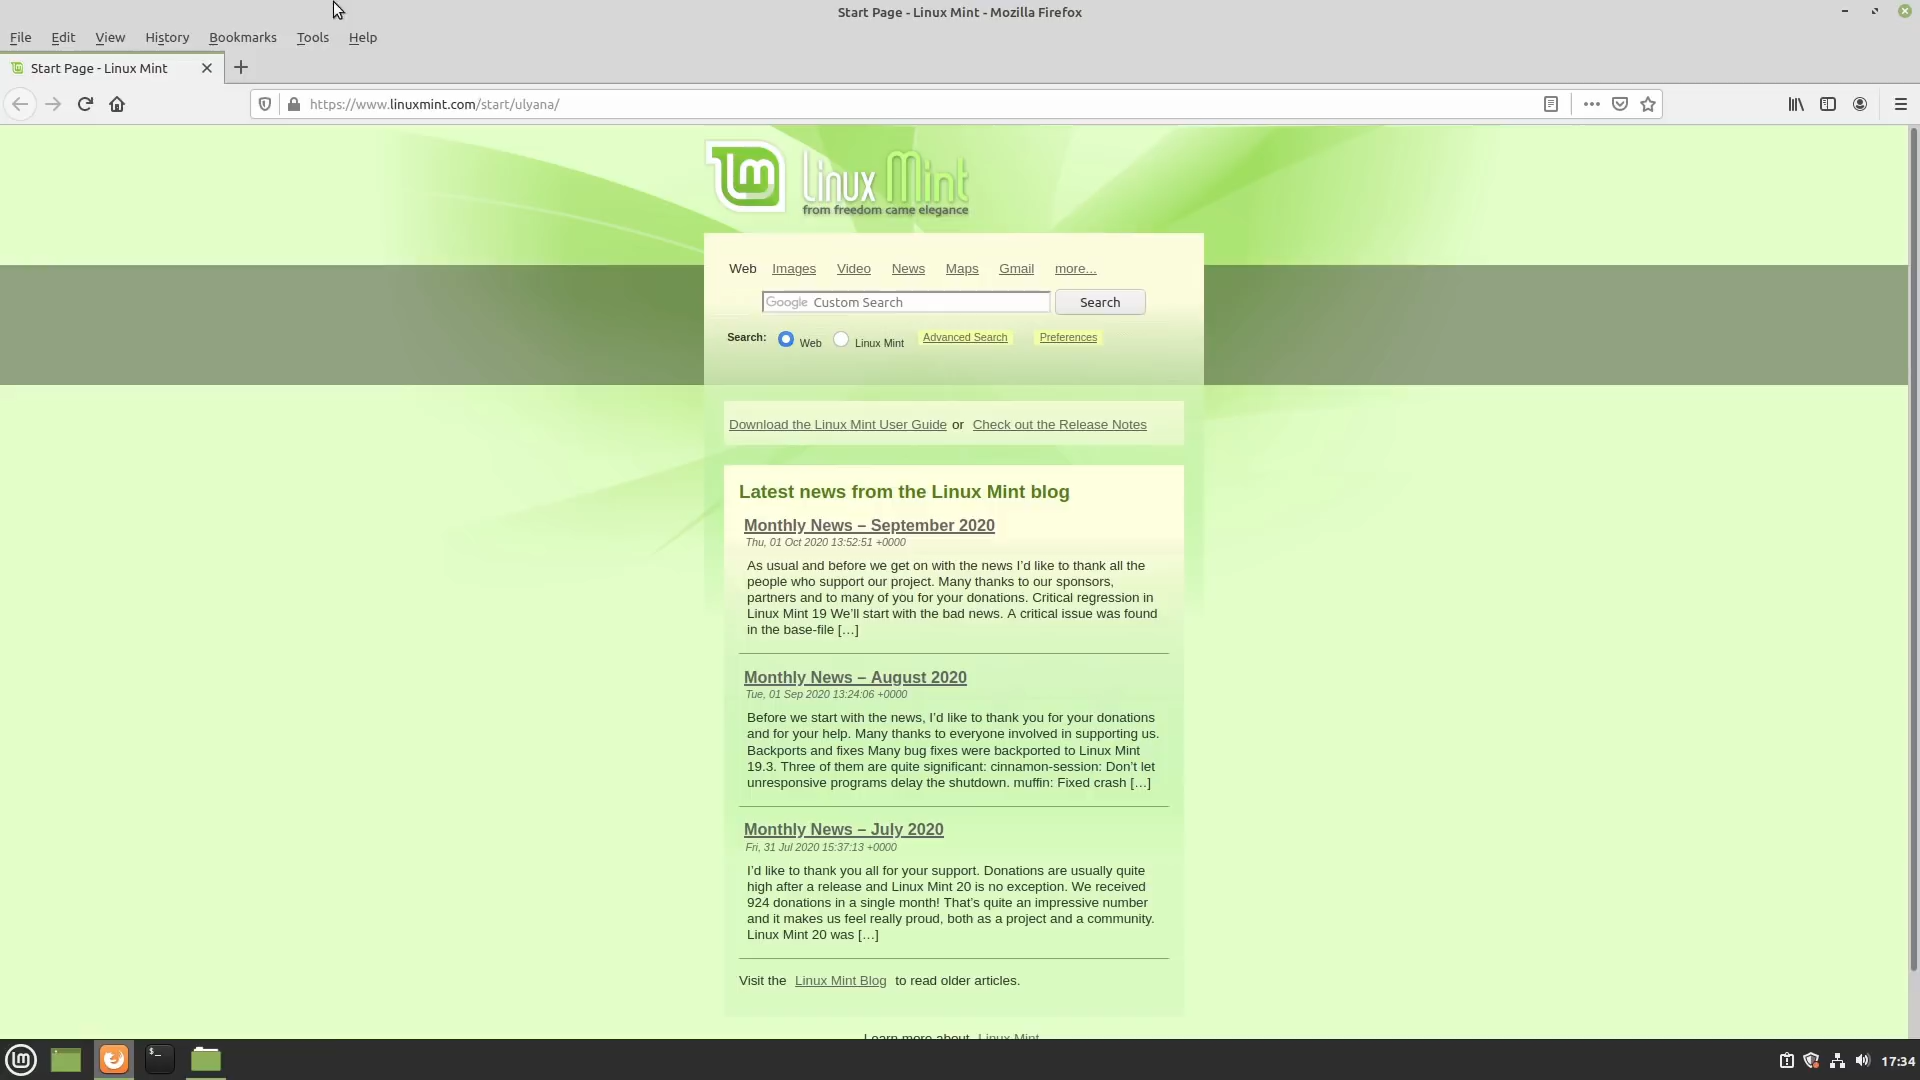 Start Page - Linux Mint - Mozilla Firefox
File Edit View History Bookmarks Tools Help
Start Page - Linux Mint
https://www.linuxmint.com/start/ulyana/
lm Linux Mint
from freedom came elegance
Web Images Video News Maps Gmail more...
Google Custom Search Search
Search: Web Linux Mint Advanced Search Preferences
Download the Linux Mint User Guide or Check out the Release Notes
Latest news from the Linux Mint blog
Monthly News – September 2020
Thu, 01 Oct 2020 13:52:51 +0000
As usual and before we get on with the news I’d like to thank all the
people who support our project. Many thanks to our sponsors,
partners and to many of you for your donations. Critical regression in
Linux Mint 19 We’ll start with the bad news. A critical issue was found
in the base-file […]
Monthly News – August 2020
Tue, 01 Sep 2020 13:24:06 +0000
Before we start with the news, I’d like to thank you for your donations
and for your help. Many thanks to everyone involved in supporting us.
Backports and fixes Many bug fixes were backported to Linux Mint
19.3. Three of them are quite significant: cinnamon-session: Don’t let
unresponsive programs delay the shutdown. muffin: Fixed crash […]
Monthly News – July 2020
Fri, 31 Jul 2020 15:37:13 +0000
I’d like to thank you all for your support. Donations are usually quite
high after a release and Linux Mint 20 is no exception. We received
924 donations in a single month! That’s quite an impressive number
and it makes us feel really proud, both as a project and a community.
Linux Mint 20 was […]
Visit the Linux Mint Blog to read older articles.
Learn more about Linux Mint
17:34